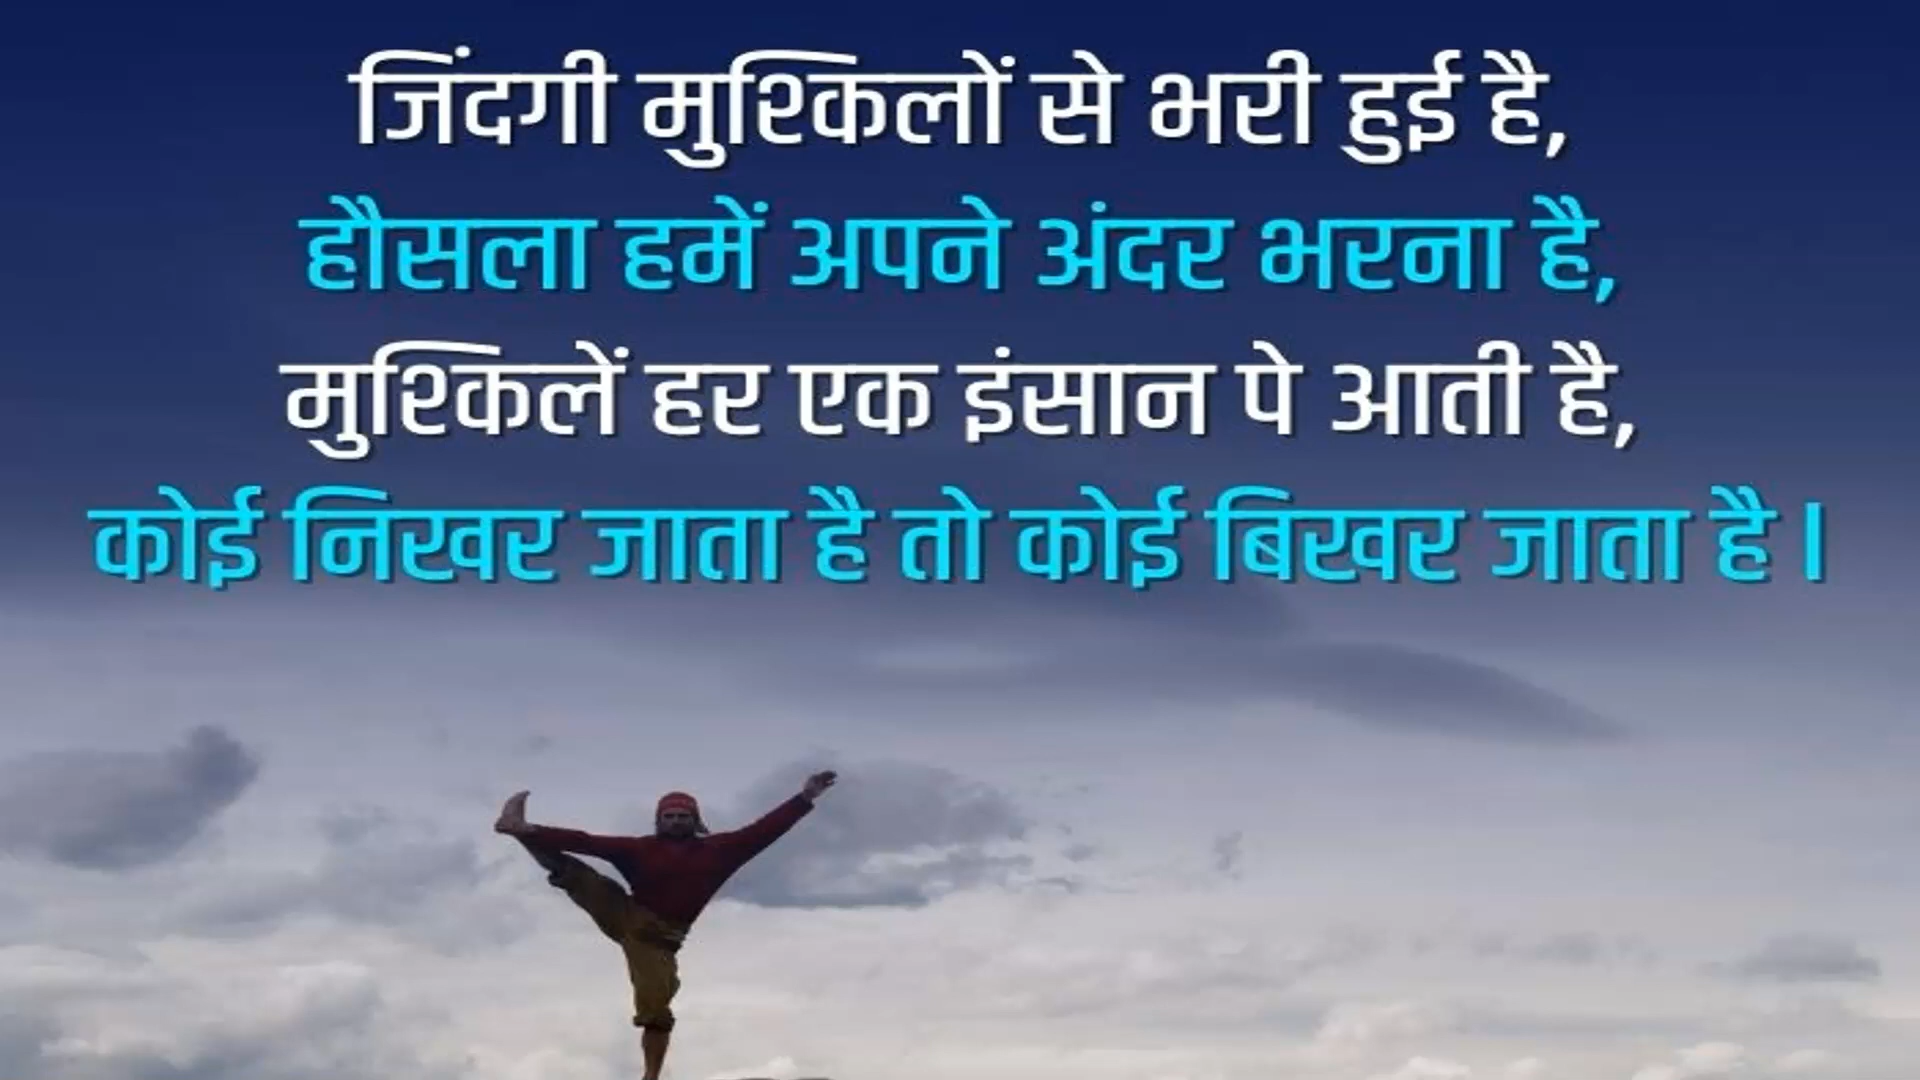 जिंदगी मुश्किलों से भरी हुई है,
हौसला हमें अपने अंदर भरना है,
मुश्किलें हर एक इंसान पे आती है,
कोई निखर जाता है तो कोई बिखर जाता है।